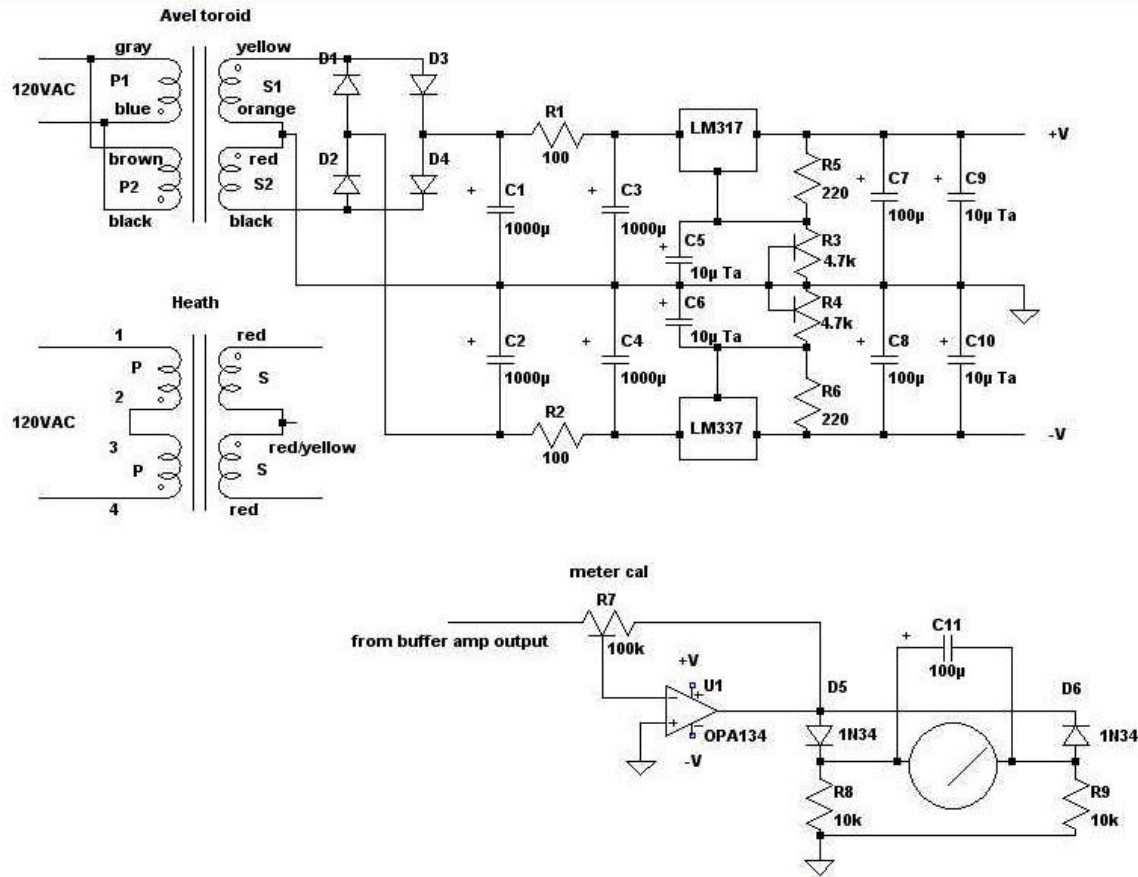 Avel toroid
gray
yellow
D1
D3
P1
S1
120VAC
blue
orange
R1
100
LM317
brown
red
D2
D4
P2
S2
black
black
+V
R5
220
+ C1
1000µ
+ C3
1000µ
+ C7
100µ
+ C9
10µ Ta
+ C5
10µ Ta
R3
4.7k
Heath
+ C6
10µ Ta
R4
4.7k
1
red
P
S
2
120VAC
3
red/yellow
P
S
4
red
+ C2
1000µ
+ C4
1000µ
+ C8
100µ
+ C10
10µ Ta
R6
220
R2
100
LM337
-V
meter cal
R7
100k
from buffer amp output
+V
U1
-
+
+
-
OPA134
-V
+ C11
100µ
D5
1N34
D6
1N34
R8
10k
R9
10k